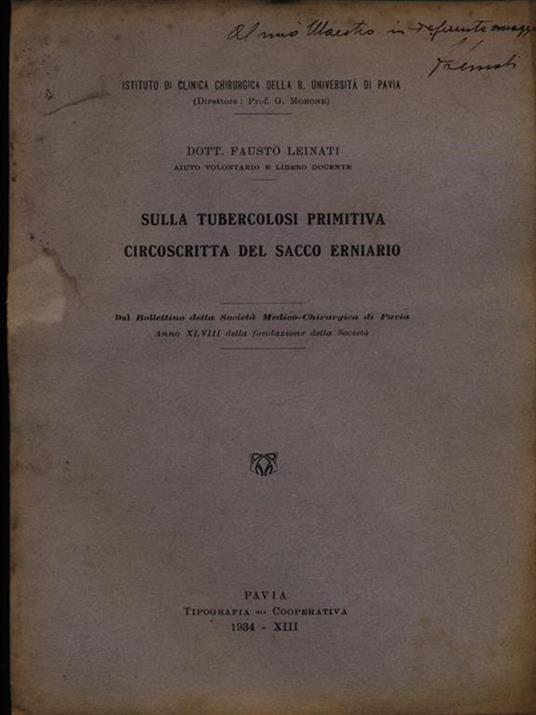 Al mio Maestro in deferente omaggio
ISTITUTO DI CLINICA CHIRURGICA DELLA R. UNIVERSITÀ DI PAVIA
(Direttore: Prof. G. MORONE)
DOTT. FAUSTO LEINATI
AIUTO VOLONTARIO E LIBERO DOCENTE
SULLA TUBERCOLOSI PRIMITIVA
CIRCOSCRITTA DEL SACCO ERNIARIO
Dal Bollettino della Società Medico-Chirurgica di Pavia
Anno XLVIII della fondazione della Società
PAVIA
TIPOGRAFIA GIÀ COOPERATIVA
1934 - XIII